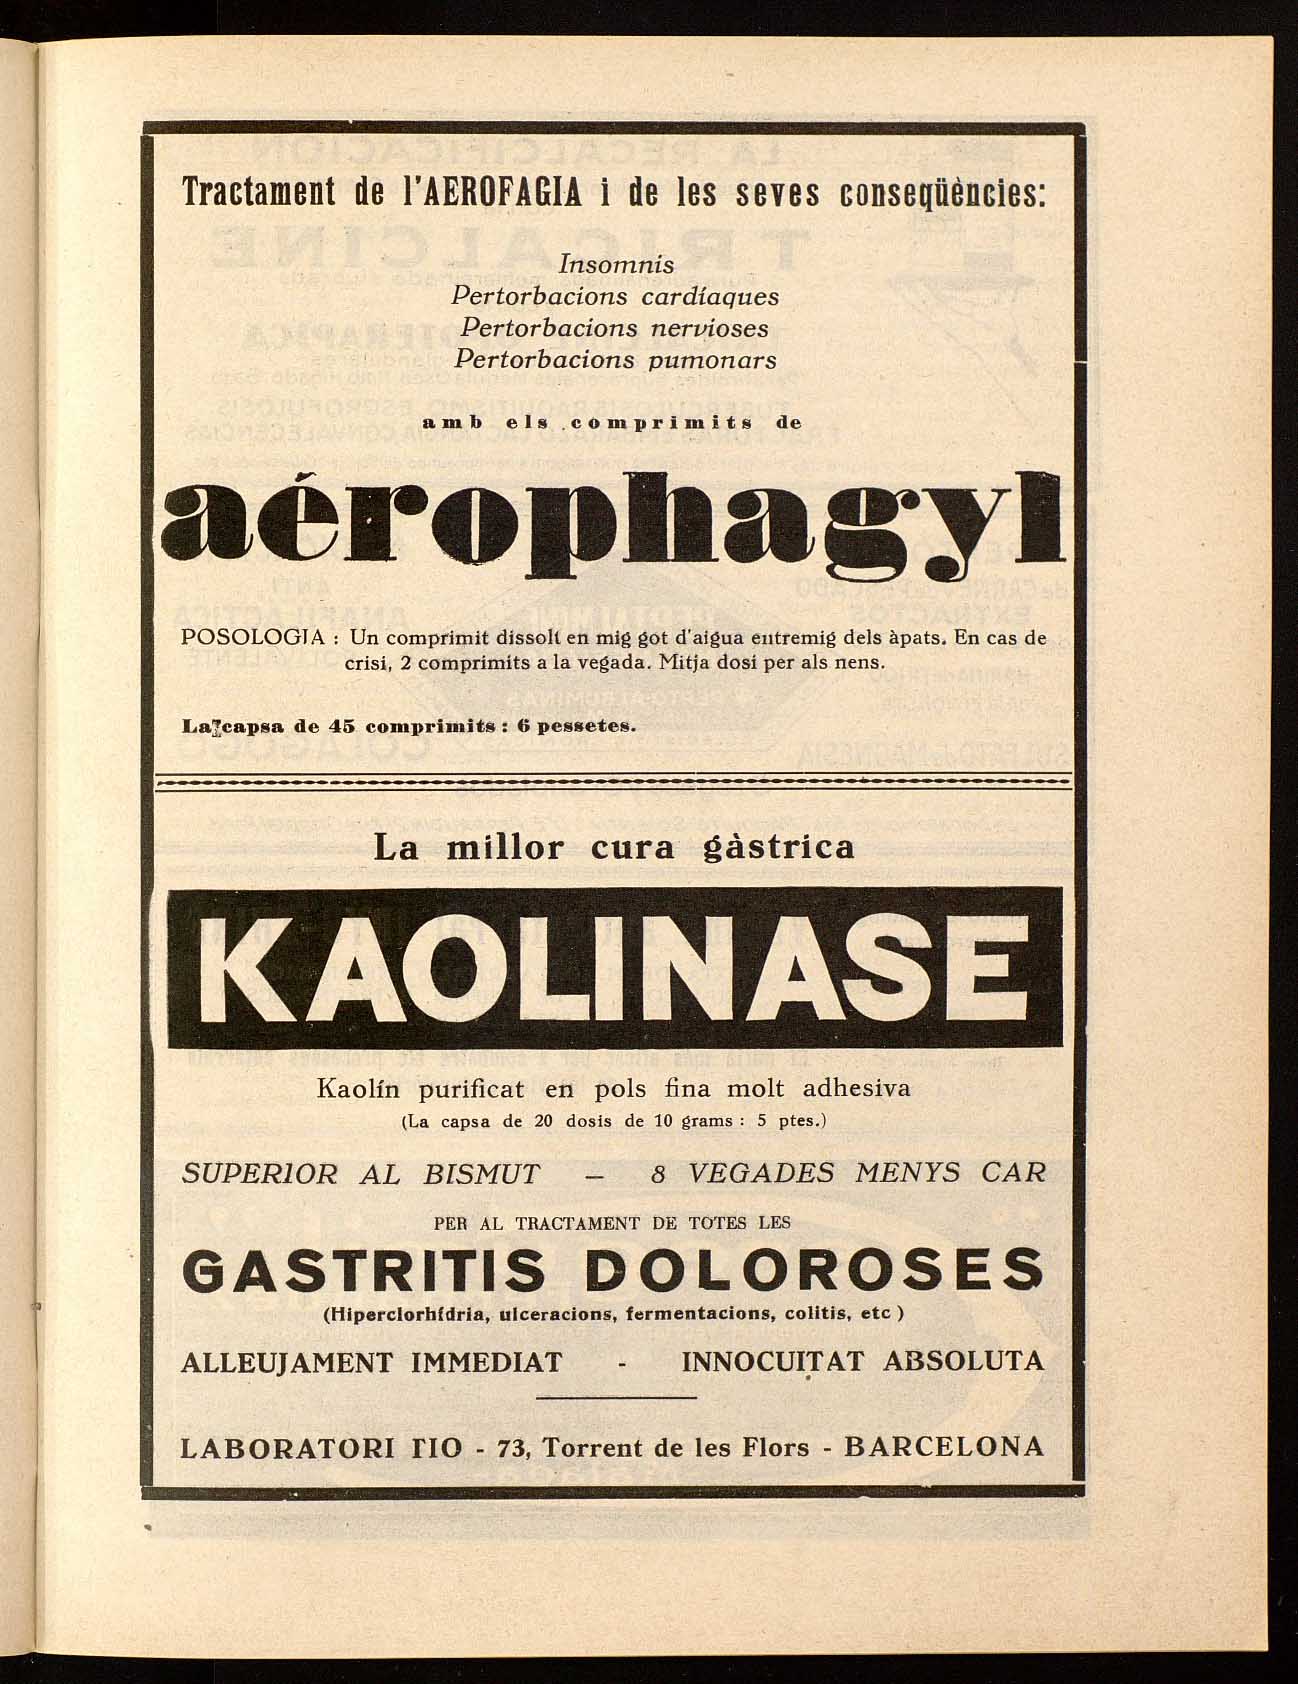 Tractament de l'AEROFAGIA i de les seves conseqüències:
Insomnis
Pertorbacions cardíaques
Pertorbacions nervioses
Pertorbacions pumonars
amb els comprimits de
aérophagyl
POSOLOGIA : Un comprimit dissolt en mig got d'aigua entremig dels àpats. En cas de
crisi, 2 comprimits a la vegada. Mitja dosi per als nens.
La capsa de 45 comprimits : 6 pessetes.
La millor cura gàstrica
KAOLINASE
Kaolín purificat en pols fina molt adhesiva
(La capsa de 20 dosis de 10 grams : 5 ptes.)
SUPERIOR AL BISMUT – 8 VEGADES MENYS CAR
PER AL TRACTAMENT DE TOTES LES
GASTRITIS DOLOROSES
(Hiperclorhídria, ulceracions, fermentacions, colitis, etc )
ALLEUJAMENT IMMEDIAT - INNOCUITAT ABSOLUTA
LABORATORI FIO - 73, Torrent de les Flors - BARCELONA